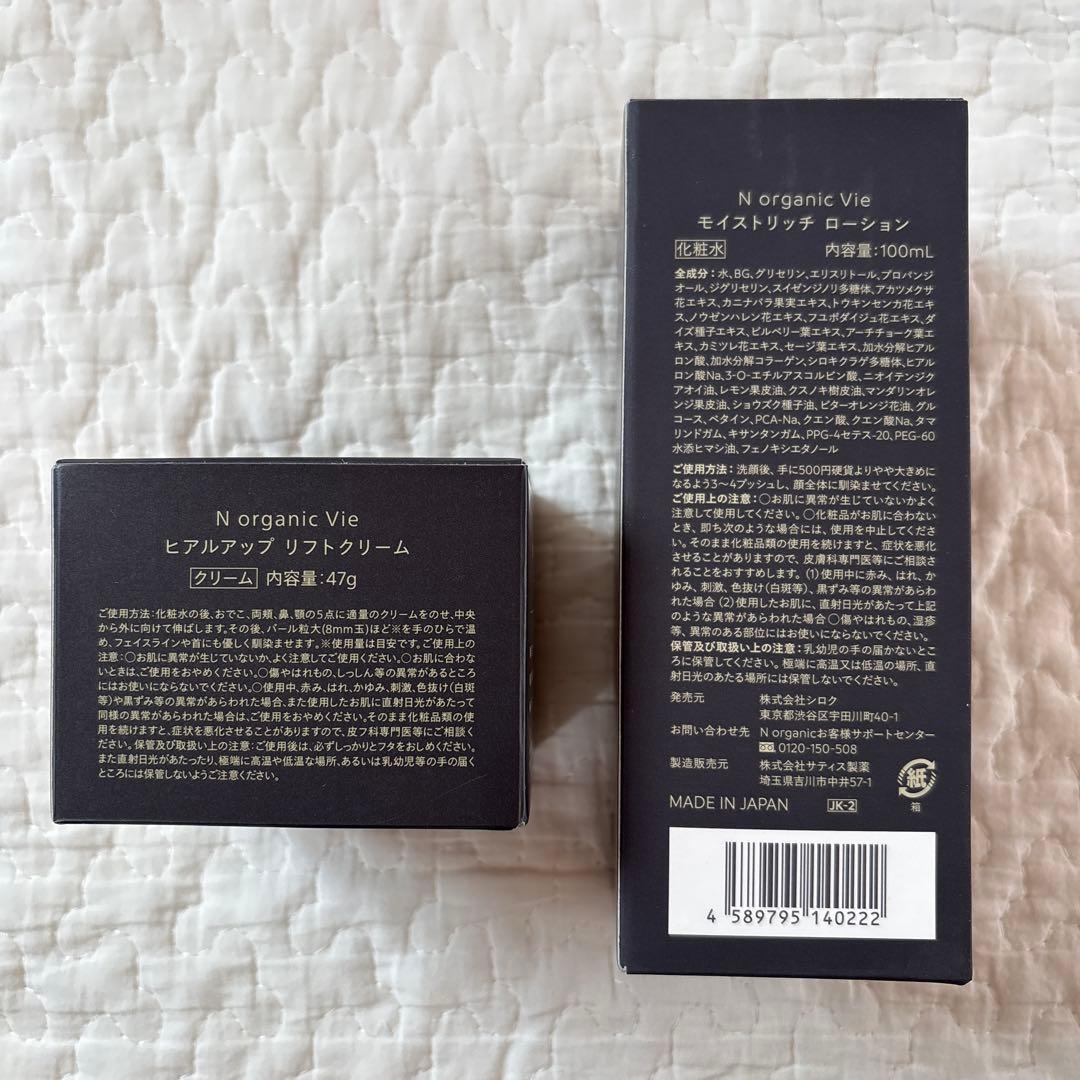 N organic Vie
ヒアルアップ リフトクリーム
クリーム 内容量:47g
ご使用方法:化粧水の後、おでこ、両頬、鼻、顎の5点に適量のクリームをのせ、中央
から外に向けて伸ばします。その後、パール粒大(8mm玉)ほど※を手のひらで温
め、フェイスラインや首にも優しく馴染ませます。※使用量は目安です。ご使用上の
注意:○お肌に異常が生じていないか、よく注意してご使用ください。○お肌に合わな
いときは、ご使用をおやめください。○傷やはれもの、しっしん等の異常があるところ
にはお使いにならないでください。○使用中、赤み、はれ、かゆみ、刺激、色抜け(白斑
等)や黒ずみ等の異常があらわれた場合、また使用したお肌に直射日光があたって
同様の異常があらわれた場合は、ご使用をおやめください。そのまま化粧品類の使
用を続けますと、症状を悪化させることがありますので、皮フ科専門医等にご相談く
ださい。保管及び取扱い上の注意:ご使用後は、必ずしっかりとフタをおしめください。
また直射日光があたったり、極端に高温や低温な場所、あるいは乳幼児等の手の届く
ところには保管しないようご注意ください。
N organic Vie
モイストリッチ ローション
化粧水 内容量:100mL
全成分:水、BG、グリセリン、エリスリトール、プロパンジ
オール、ジグリセリン、スイゼンジノリ多糖体、アカツメクサ
花エキス、カニナバラ果実エキス、トウキンセンカ花エキ
ス、ノウゼンハレン花エキス、フユボダイジュ花エキス、ダ
イズ種子エキス、ビルベリー葉エキス、アーチチョーク葉エ
キス、カミツレ花エキス、セージ葉エキス、加水分解ヒアル
ロン酸、加水分解コラーゲン、シロキクラゲ多糖体、ヒアル
ロン酸Na、3-O-エチルアスコルビン酸、ニオイテンジク
アオイ油、レモン果皮油、クスノキ樹皮油、マンダリンオレ
ンジ果皮油、ショウズク種子油、ビターオレンジ花油、グル
コース、ベタイン、PCA-Na、クエン酸、クエン酸Na、タマ
リンドガム、キサンタンガム、PPG-4セテス-20、PEG-60
水添ヒマシ油、フェノキシエタノール
ご使用方法:洗顔後、手に500円硬貨よりやや大きめに
なるよう3〜4プッシュし、顔全体に馴染ませてください。
ご使用上の注意:○お肌に異常が生じていないかよく
注意して使用してください。○化粧品がお肌に合わない
とき、即ち次のような場合には、使用を中止してください。
そのまま化粧品類の使用を続けますと、症状を悪化
させることがありますので、皮膚科専門医等にご相談さ
れることをおすすめします。(1)使用中に赤み、はれ、か
ゆみ、刺激、色抜け(白斑等)、黒ずみ等の異常があらわ
れた場合(2)使用したお肌に、直射日光があたって上記
のような異常があらわれた場合○傷やはれもの、湿疹
等、異常のある部位にはお使いにならないでください。
保管及び取扱い上の注意:乳幼児の手の届かないところ
に保管してください。極端に高温又は低温の場所、直
射日光のあたる場所には保管しないでください。
発売元 株式会社シロク
東京都渋谷区宇田川町40-1
お問い合わせ先 N organicお客様サポートセンター
0120-150-508
製造販売元 株式会社サティス製薬
埼玉県吉川市中井57-1
紙
箱
MADE IN JAPAN JK-2
4 589795 140222